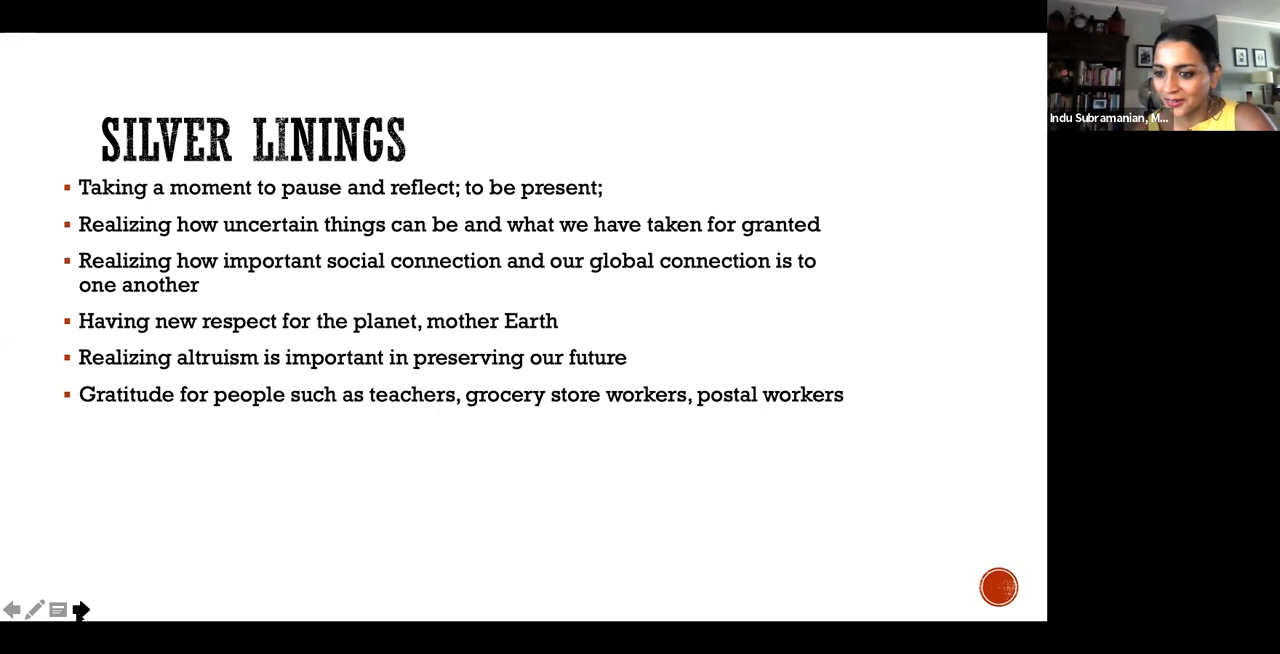 SILVER LININGS
▪ Taking a moment to pause and reflect; to be present;
▪ Realizing how uncertain things can be and what we have taken for granted
▪ Realizing how important social connection and our global connection is to
one another
▪ Having new respect for the planet, mother Earth
▪ Realizing altruism is important in preserving our future
▪ Gratitude for people such as teachers, grocery store workers, postal workers
Indu Subramanian, M...